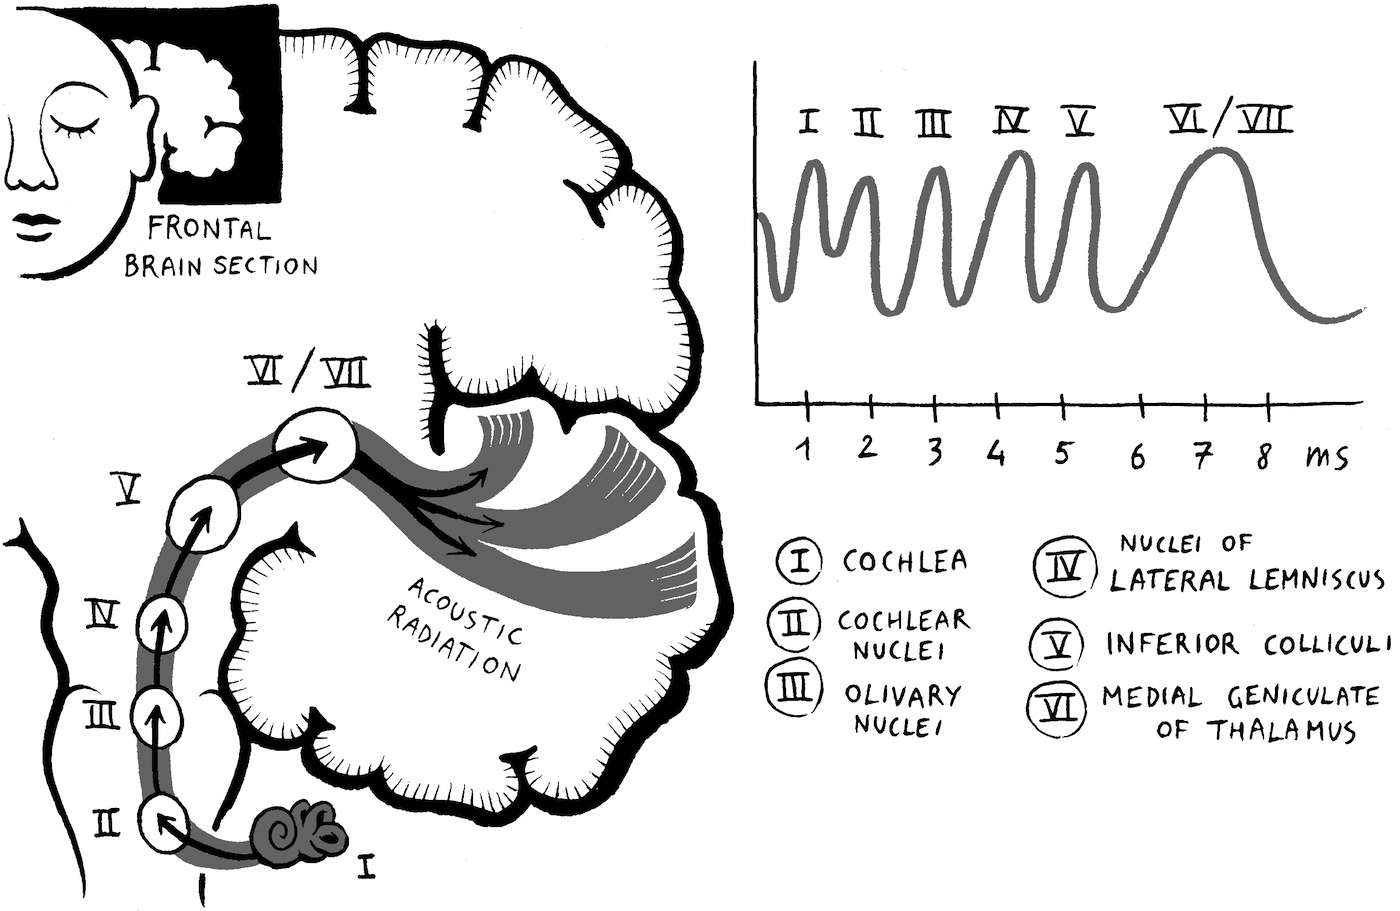 FRONTAL
BRAIN SECTION
VI / VII
V
IV
III
II
I
ACOUSTIC
RADIATION
I II III IV V VI / VII
1 2 3 4 5 6 7 8 ms
I COCHLEA
II COCHLEAR
NUCLEI
III OLIVARY
NUCLEI
IV NUCLEI OF
LATERAL LEMNISCUS
V INFERIOR COLLICULI
VI MEDIAL GENICULATE
OF THALAMUS